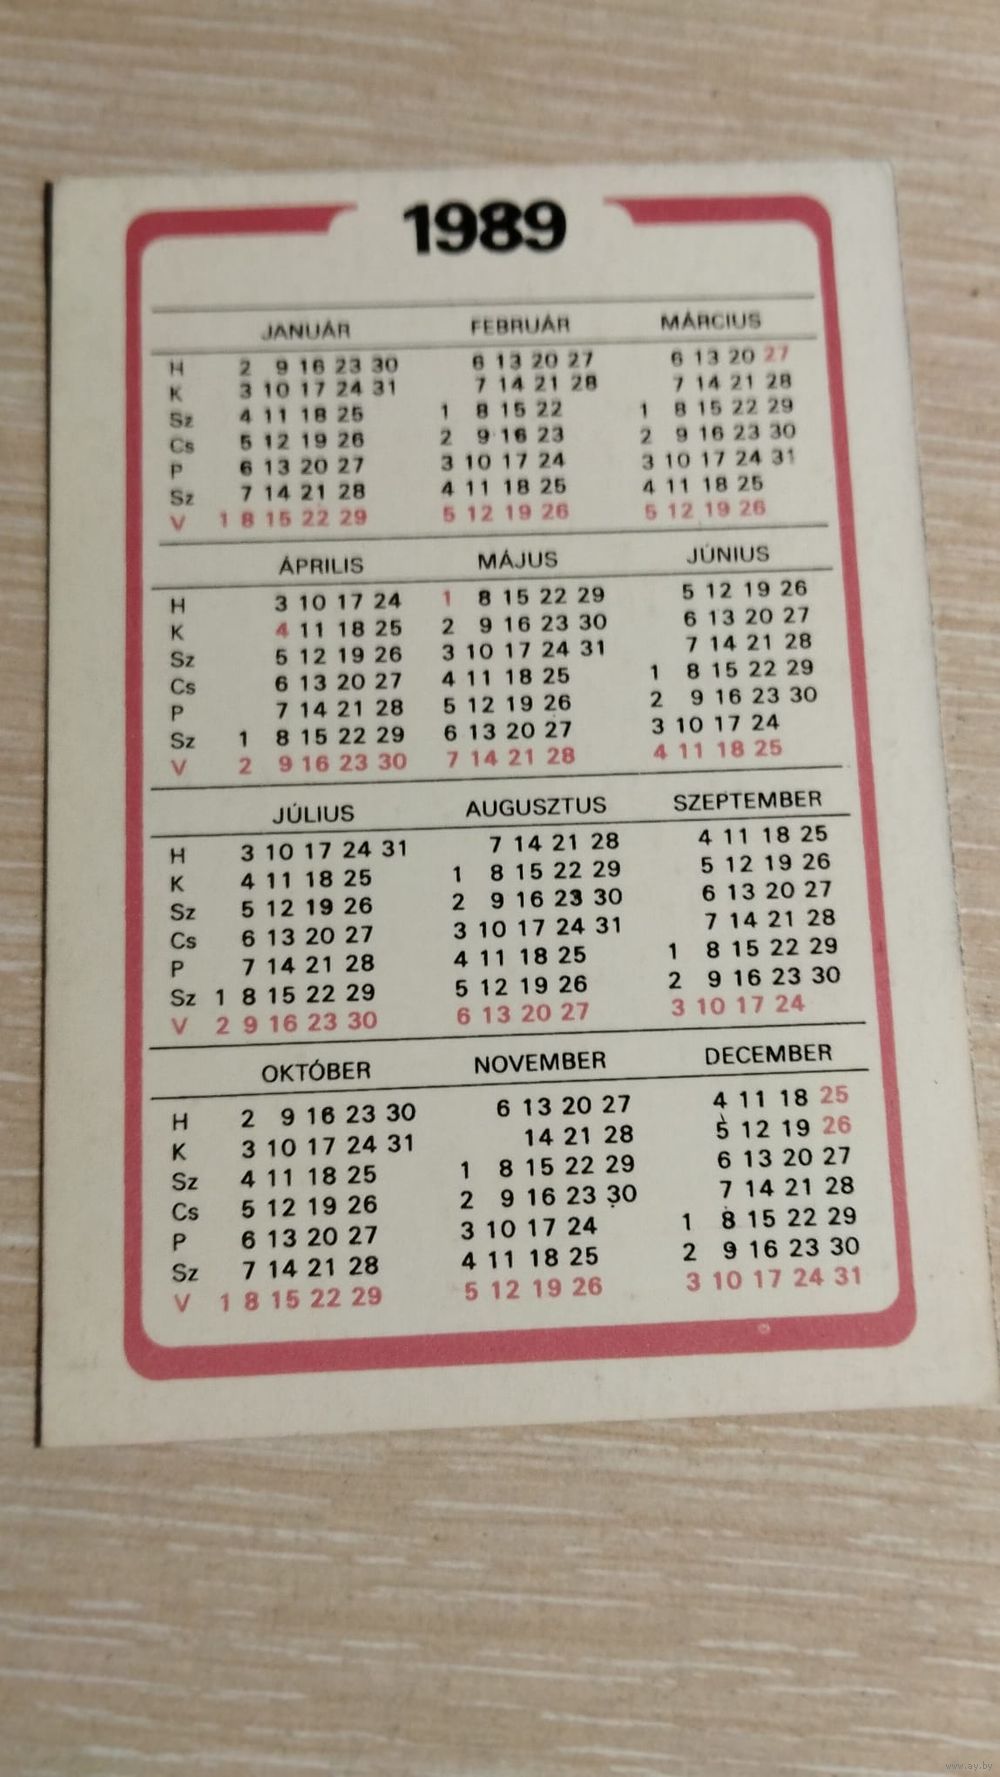 1989
JANUÁR FEBRUÁR MÁRCIUS
H 2 9 16 23 30 6 13 20 27 6 13 20 27
K 3 10 17 24 31 7 14 21 28 7 14 21 28
Sz 4 11 18 25 1 8 15 22 1 8 15 22 29
Cs 5 12 19 26 2 9 16 23 2 9 16 23 30
P 6 13 20 27 3 10 17 24 3 10 17 24 31
Sz 7 14 21 28 4 11 18 25 4 11 18 25
V 1 8 15 22 29 5 12 19 26 5 12 19 26
ÁPRILIS MÁJUS JÚNIUS
H 3 10 17 24 1 8 15 22 29 5 12 19 26
K 4 11 18 25 2 9 16 23 30 6 13 20 27
Sz 5 12 19 26 3 10 17 24 31 7 14 21 28
Cs 6 13 20 27 4 11 18 25 1 8 15 22 29
P 7 14 21 28 5 12 19 26 2 9 16 23 30
Sz 1 8 15 22 29 6 13 20 27 3 10 17 24
V 2 9 16 23 30 7 14 21 28 4 11 18 25
JÚLIUS AUGUSZTUS SZEPTEMBER
H 3 10 17 24 31 7 14 21 28 4 11 18 25
K 4 11 18 25 1 8 15 22 29 5 12 19 26
Sz 5 12 19 26 2 9 16 23 30 6 13 20 27
Cs 6 13 20 27 3 10 17 24 31 7 14 21 28
P 7 14 21 28 4 11 18 25 1 8 15 22 29
Sz 1 8 15 22 29 5 12 19 26 2 9 16 23 30
V 2 9 16 23 30 6 13 20 27 3 10 17 24
OKTÓBER NOVEMBER DECEMBER
H 2 9 16 23 30 6 13 20 27 4 11 18 25
K 3 10 17 24 31 14 21 28 5 12 19 26
Sz 4 11 18 25 1 8 15 22 29 6 13 20 27
Cs 5 12 19 26 2 9 16 23 30 7 14 21 28
P 6 13 20 27 3 10 17 24 1 8 15 22 29
Sz 7 14 21 28 4 11 18 25 2 9 16 23 30
V 1 8 15 22 29 5 12 19 26 3 10 17 24 31
www.ay.by